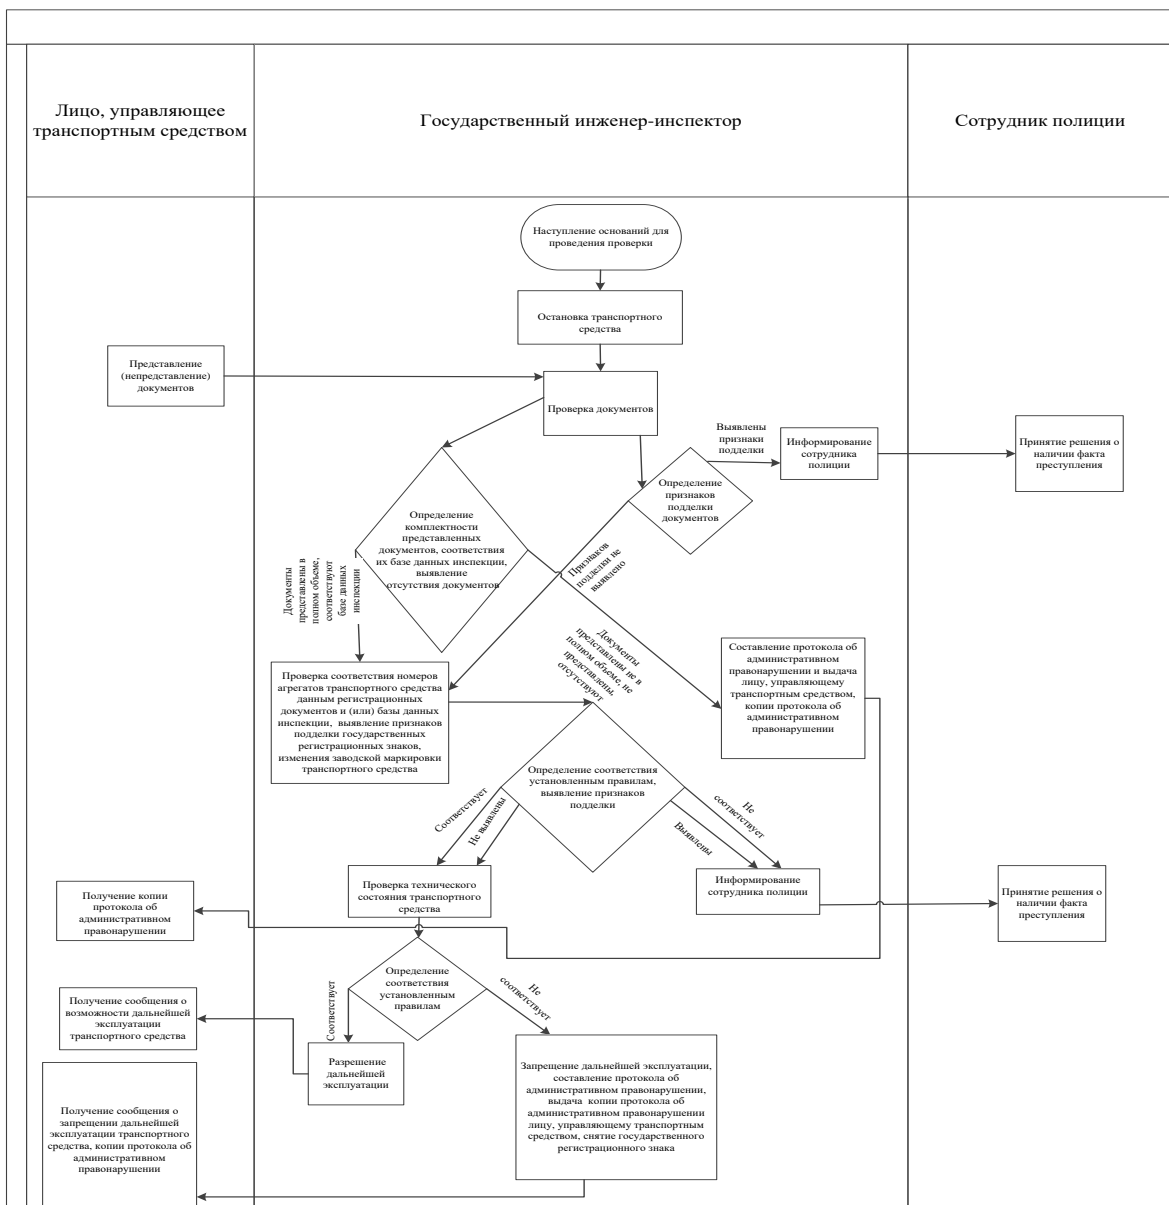 Лицо, управляющее
транспортным средством
Государственный инженер-инспектор
Сотрудник полиции
Наступление оснований для
проведения проверки
Остановка транспортного
средства
Представление
(непредставление)
документов
Проверка документов
Выявлены
признаки
подделки
Информирование
сотрудника
полиции
Принятие решения о
наличии факта
преступления
Определение
признаков
подделки
документов
Определение
комплектности
представленных
документов, соответствия
их базе данных инспекции,
выявление
отсутствия документов
Документы
представлены в
полном объеме,
соответствуют
базе данных
инспекции
Признаков
подделки не
выявлено
Документы
представлены не в
полном объеме, не
представлены,
отсутствуют
Составление протокола об
административном
правонарушении и выдача
лицу, управляющему
транспортным средством,
копии протокола об
административном
правонарушении
Проверка соответствия номеров
агрегатов транспортного средства
данным регистрационных
документов и (или) базы данных
инспекции, выявление признаков
подделки государственных
регистрационных знаков,
изменения заводской маркировки
транспортного средства
Определение соответствия
установленным правилам,
выявление признаков
подделки
Соответствует
Не выявлены
Выявлены
Не
соответствует
Проверка технического
состояния транспортного
средства
Информирование
сотрудника полиции
Принятие решения о
наличии факта
преступления
Получение копии
протокола об
административном
правонарушении
Определение
соответствия
установленным
правилам
Соответствует
Не
соответствует
Получение сообщения о
возможности дальнейшей
эксплуатации
транспортного средства
Разрешение
дальнейшей
эксплуатации
Запрещение дальнейшей эксплуатации,
составление протокола об
административном правонарушении,
выдача копии протокола об
административном правонарушении
лицу, управляющему транспортным
средством, снятие государственного
регистрационного знака
Получение сообщения о
запрещении дальнейшей
эксплуатации транспортного
средства, копии протокола об
административном
правонарушении